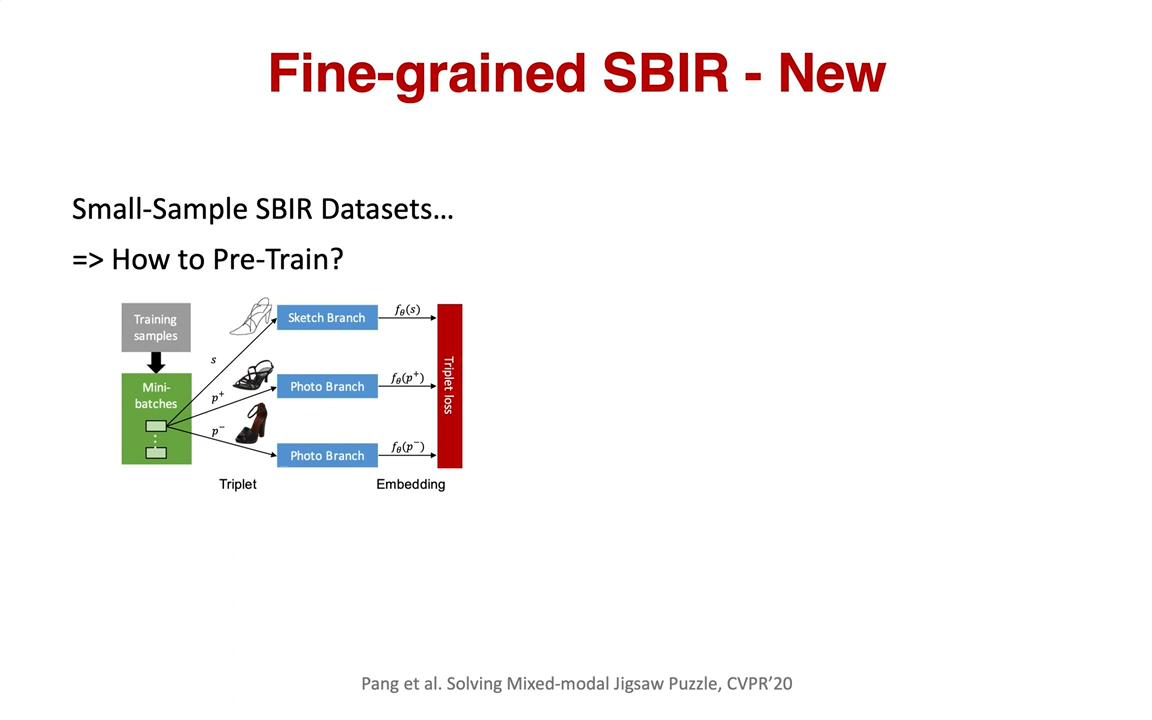 Fine-grained SBIR - New
Small-Sample SBIR Datasets…
=> How to Pre-Train?
Training
samples
Mini-
batches
s
p⁺
p⁻
Sketch Branch
Photo Branch
Photo Branch
fθ(s)
fθ(p⁺)
fθ(p⁻)
Triplet loss
Triplet
Embedding
Pang et al. Solving Mixed-modal Jigsaw Puzzle, CVPR’20